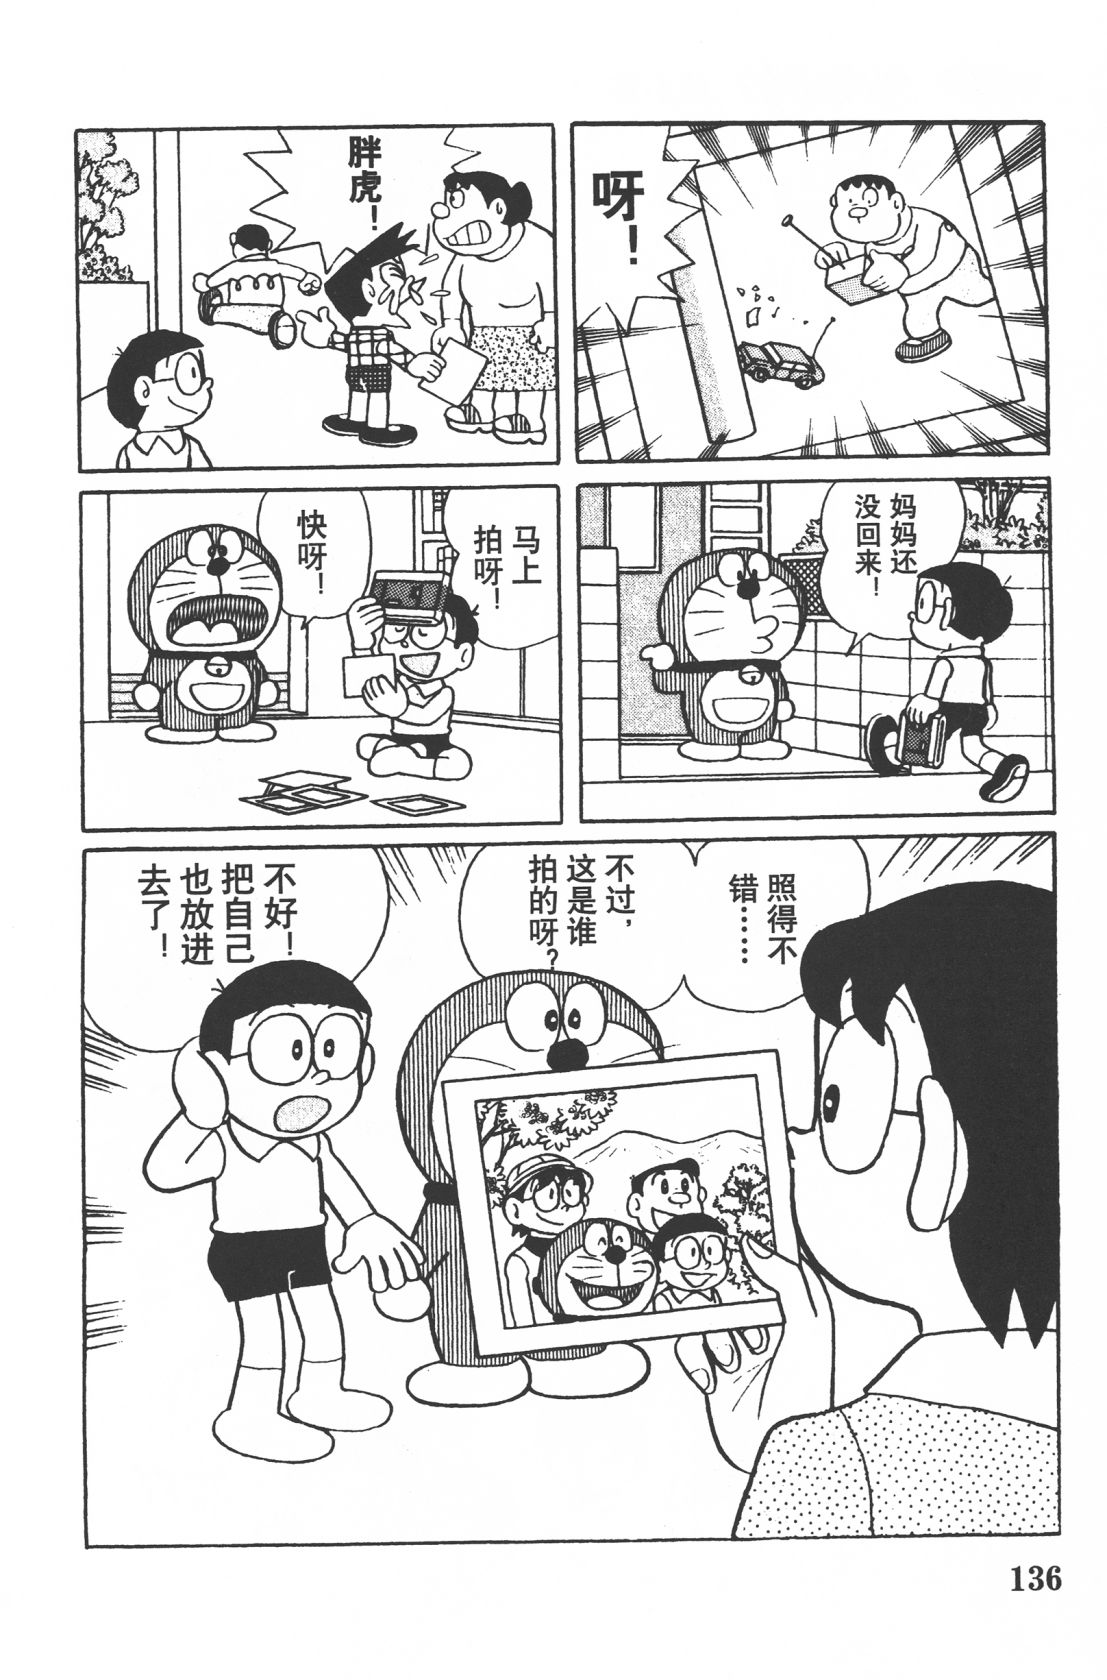 呀！
胖
虎！
妈妈还
没回来！
马上
拍呀！
快呀！
照得不
错……
不过，
这是谁
拍的呀？
不好！
把自己
也放进
去了！
136